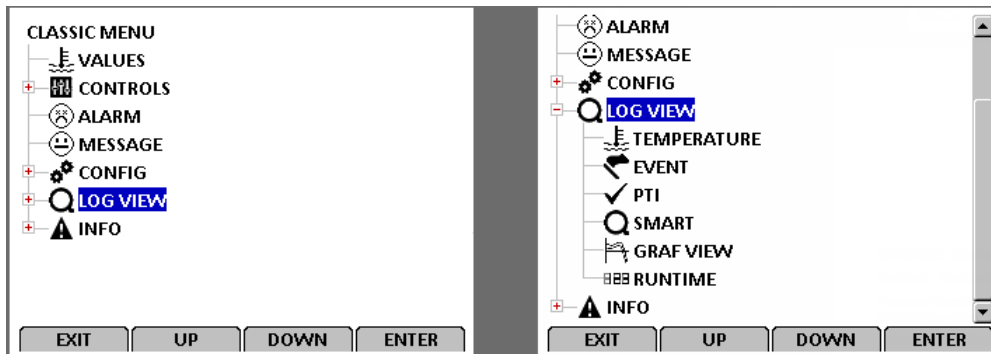 CLASSIC MENU
VALUES
CONTROLS
ALARM
MESSAGE
CONFIG
LOG VIEW
INFO
EXIT UP DOWN ENTER
ALARM
MESSAGE
CONFIG
LOG VIEW
TEMPERATURE
EVENT
PTI
SMART
GRAF VIEW
RUNTIME
INFO
EXIT UP DOWN ENTER